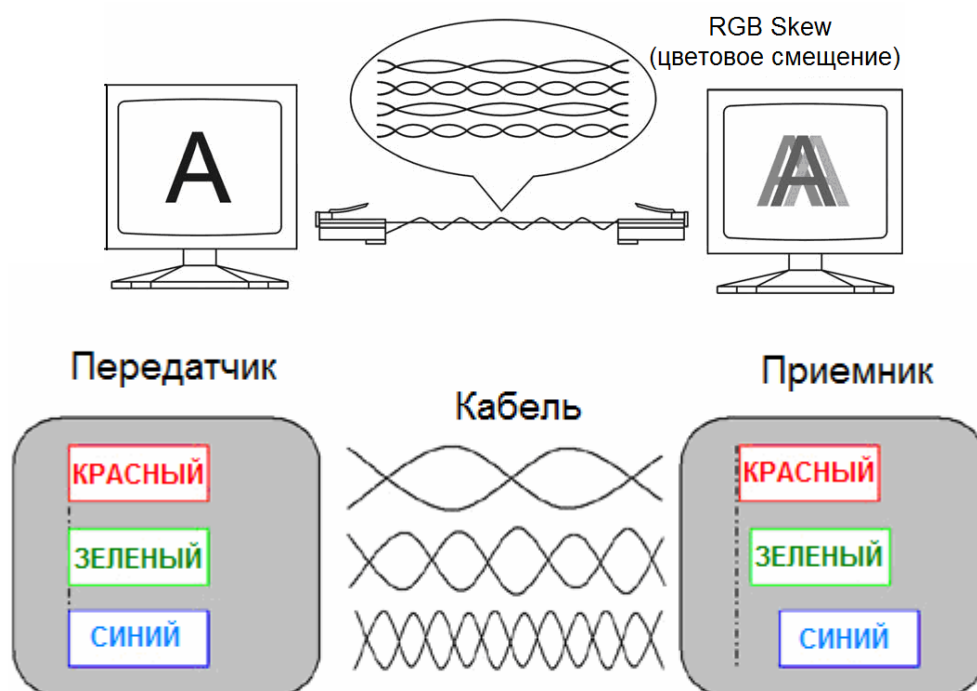 RGB Skew
(цветовое смещение)
A
A
Передатчик
Кабель
Приемник
КРАСНЫЙ
КРАСНЫЙ
ЗЕЛЕНЫЙ
ЗЕЛЕНЫЙ
СИНИЙ
СИНИЙ